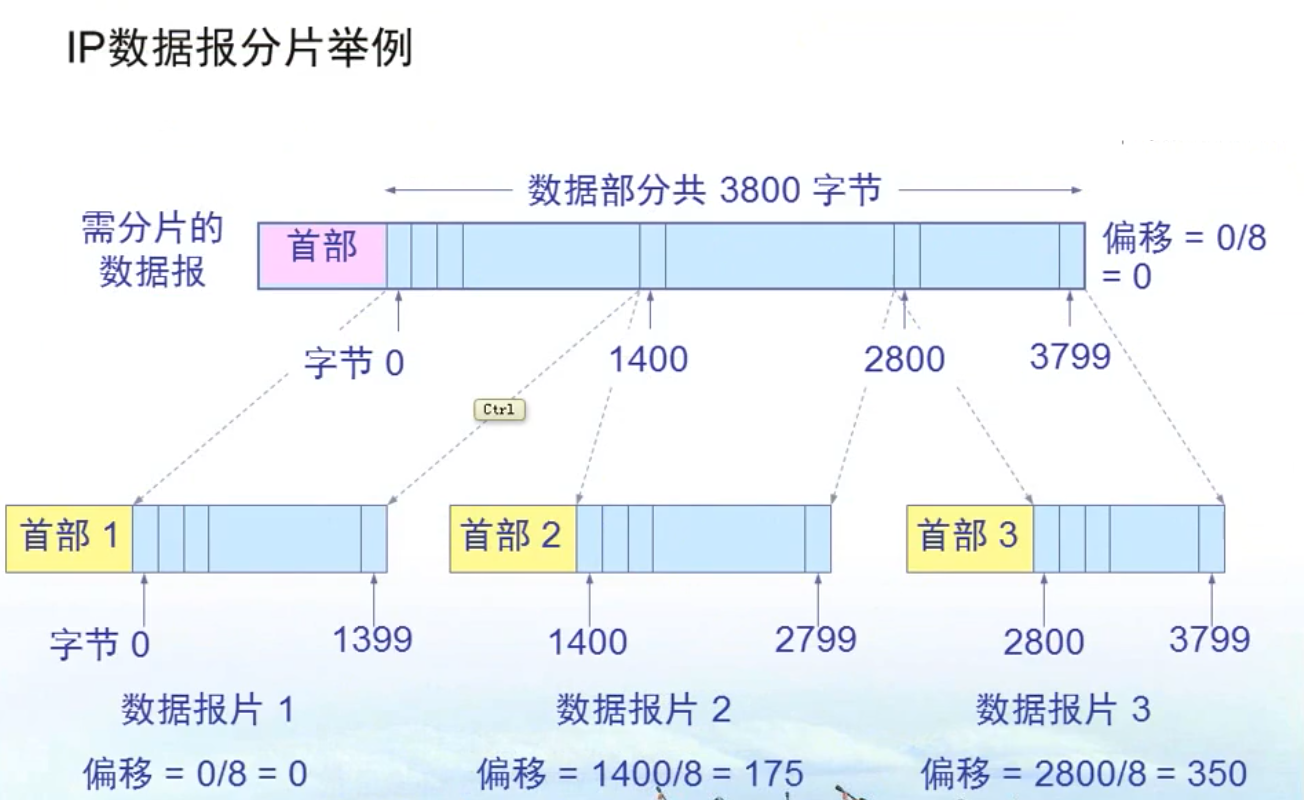 IP数据报分片举例
数据部分共 3800 字节
需分片的
数据报
首部
偏移 = 0/8
= 0
字节 0
1400
2800
3799
Ctrl
首部 1
首部 2
首部 3
字节 0
1399
1400
2799
2800
3799
数据报片 1
数据报片 2
数据报片 3
偏移 = 0/8 = 0
偏移 = 1400/8 = 175
偏移 = 2800/8 = 350